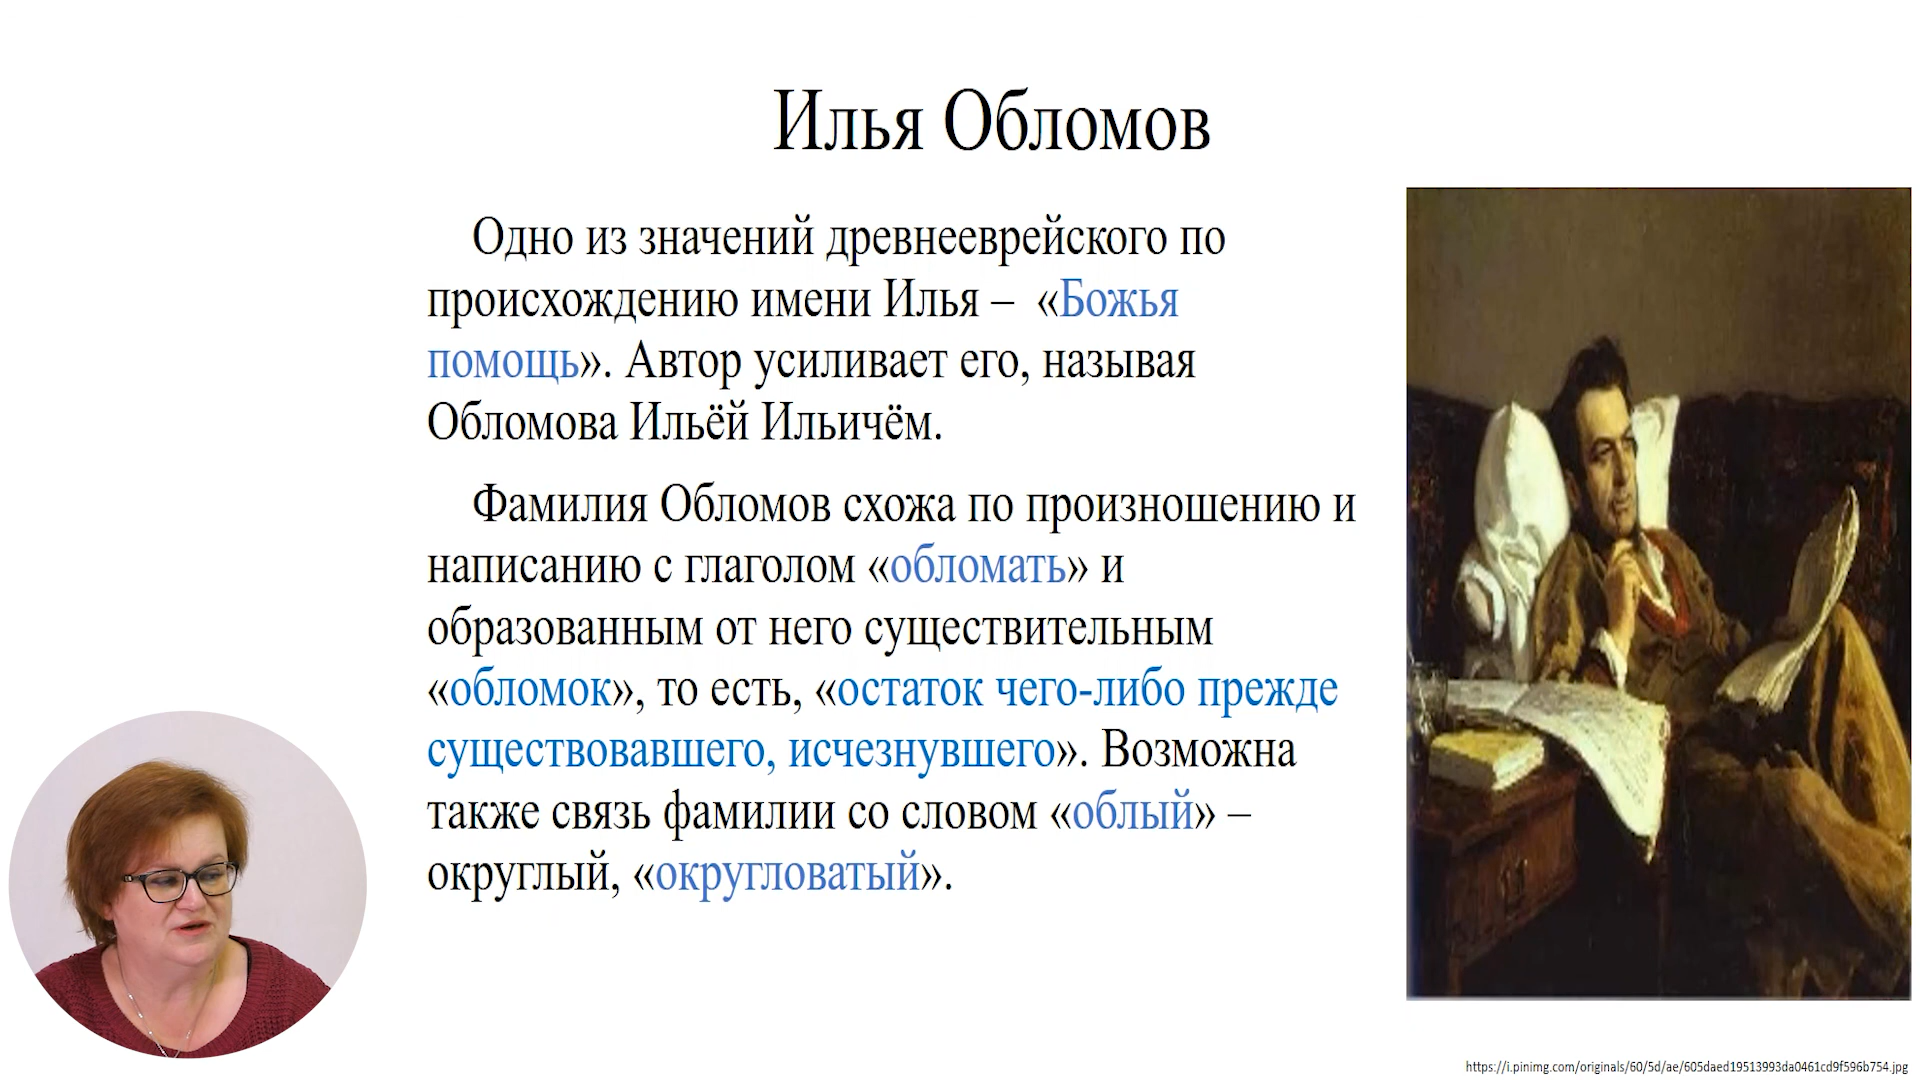 Илья Обломов
Одно из значений древнееврейского по
происхождению имени Илья – «Божья
помощь». Автор усиливает его, называя
Обломова Ильёй Ильичём.
Фамилия Обломов схожа по произношению и
написанию с глаголом «обломать» и
образованным от него существительным
«обломок», то есть, «остаток чего-либо прежде
существовавшего, исчезнувшего». Возможна
также связь фамилии со словом «облый» –
округлый, «округловатый».
https://i.pinimg.com/originals/60/5d/ae/605daed19513993da0461cd9f596b754.jpg